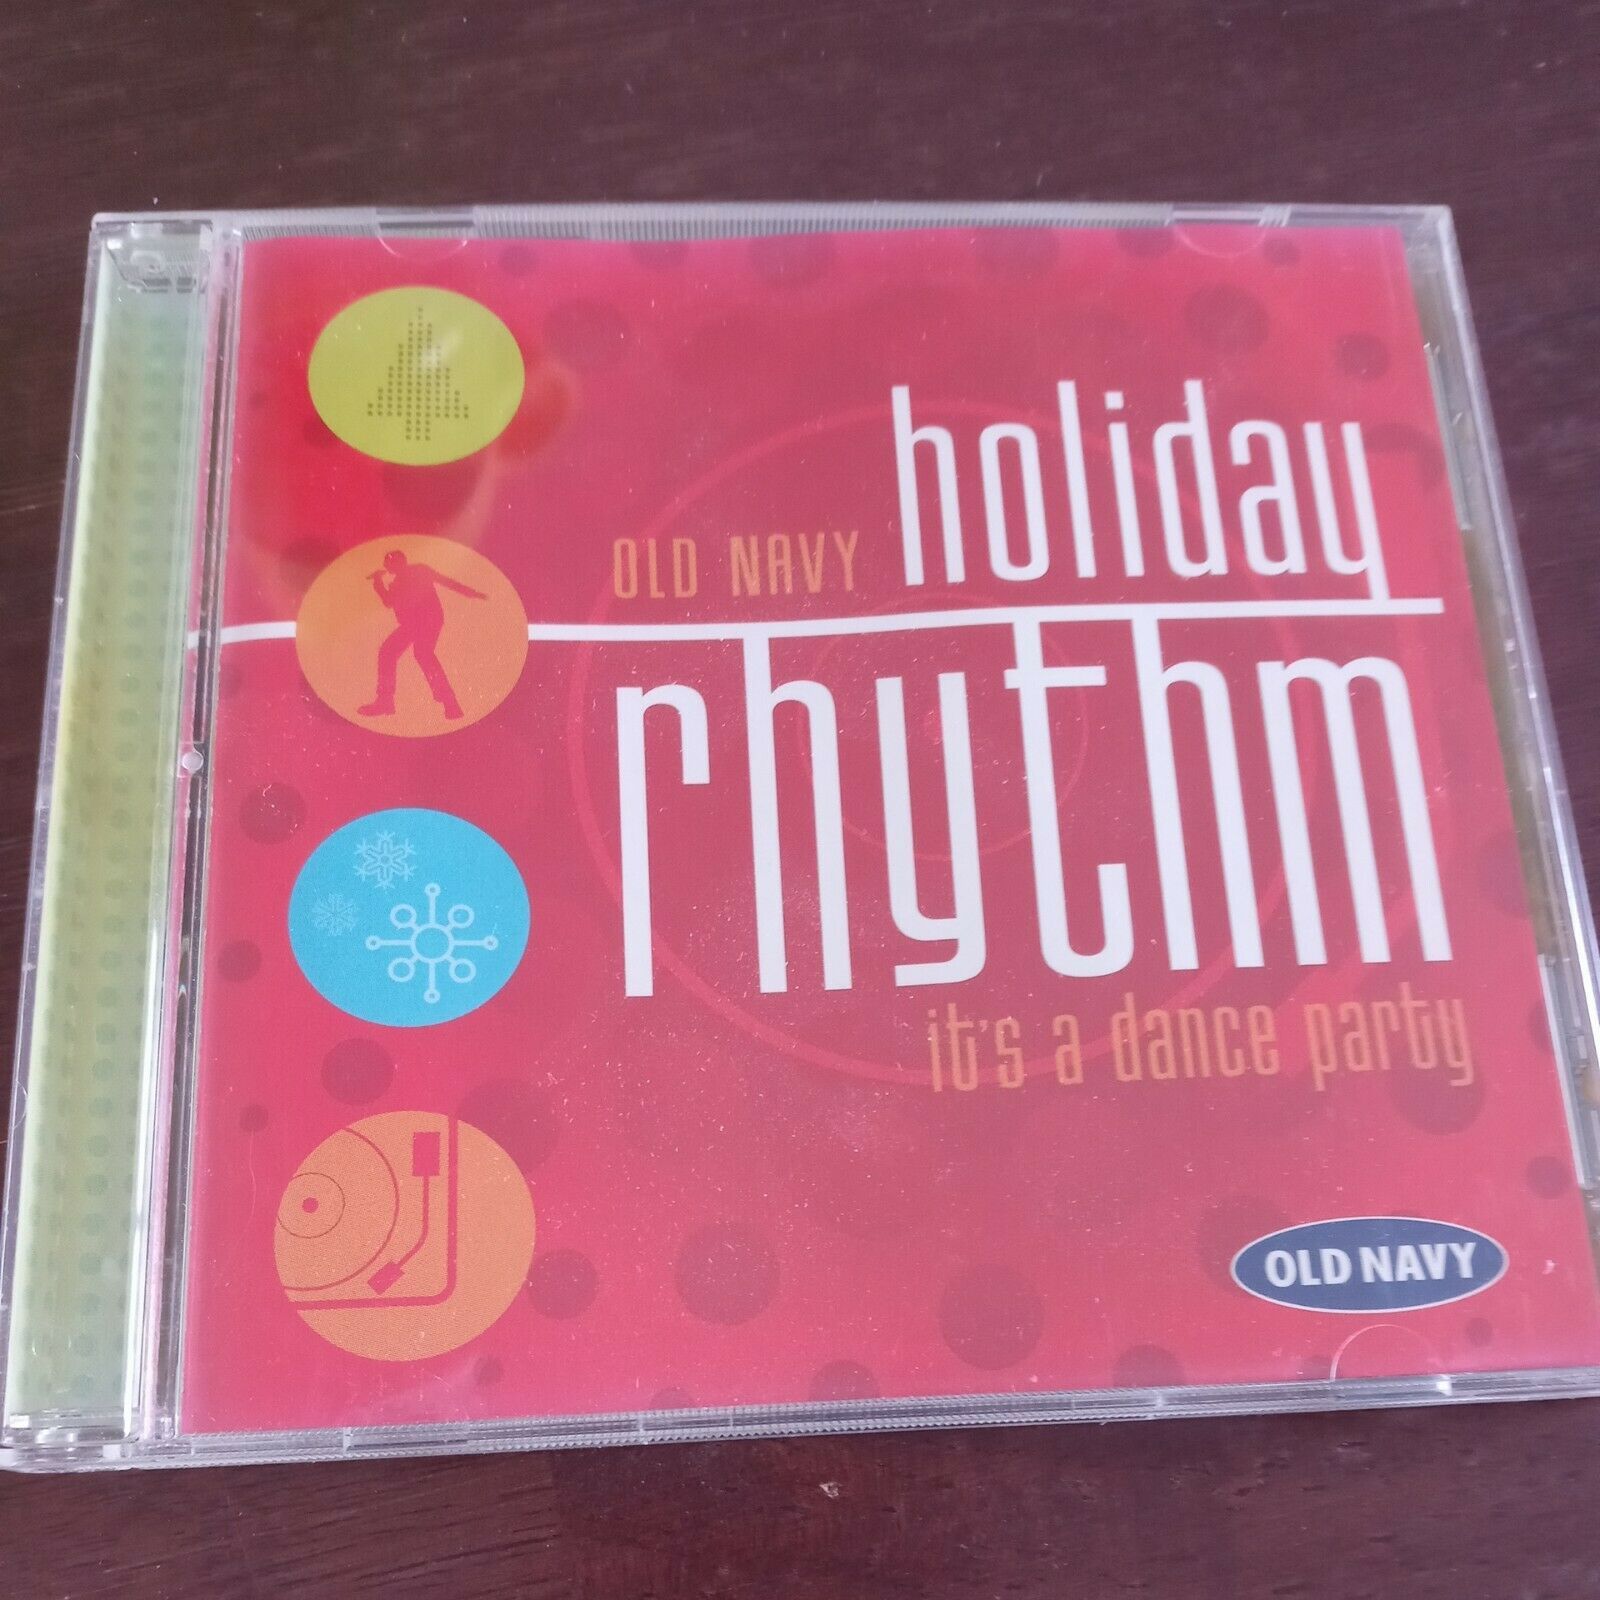 OLD NAVY holiday
rhythm
it's a dance party
OLD NAVY